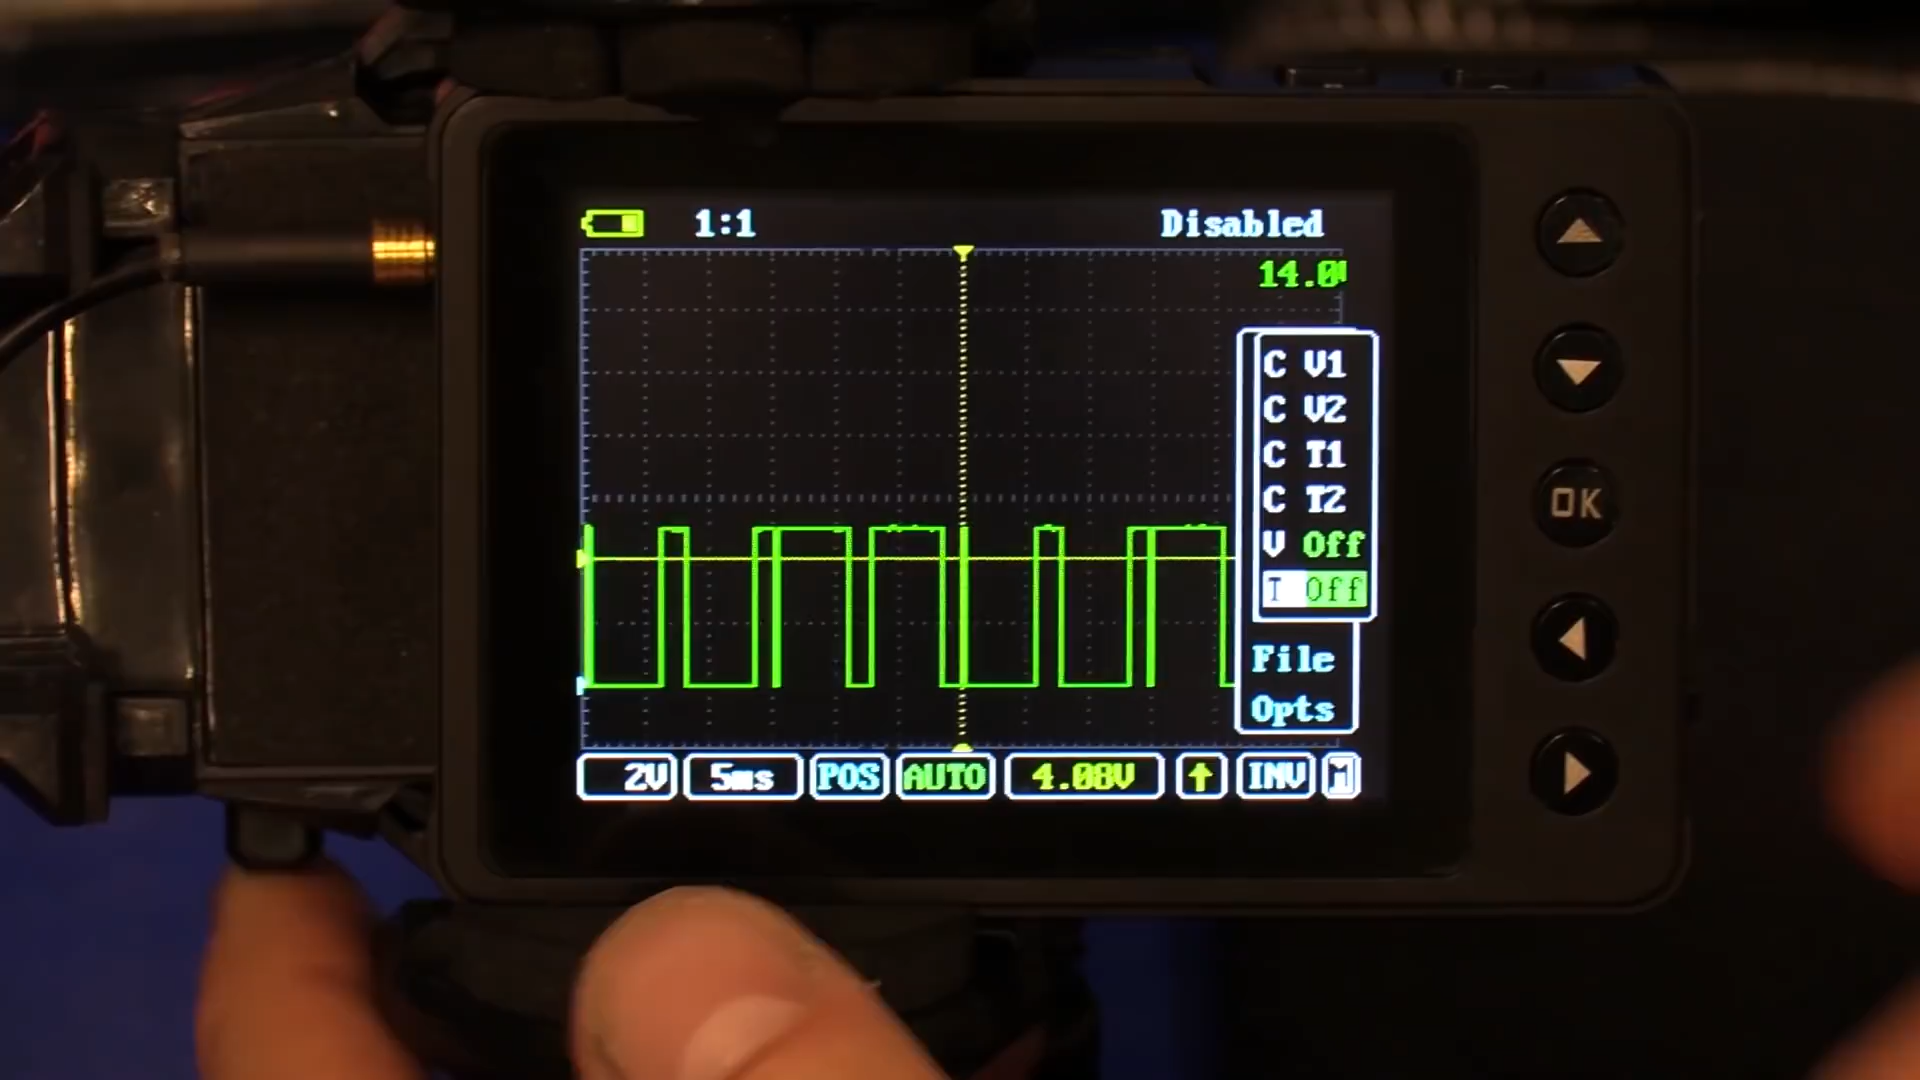 1:1 Disabled
14.0V
C V1
C V2
C T1
C T2
V Off
T Off
File
Opts
2V 5ms POS AUTO 4.08V ↑ INV M
OK